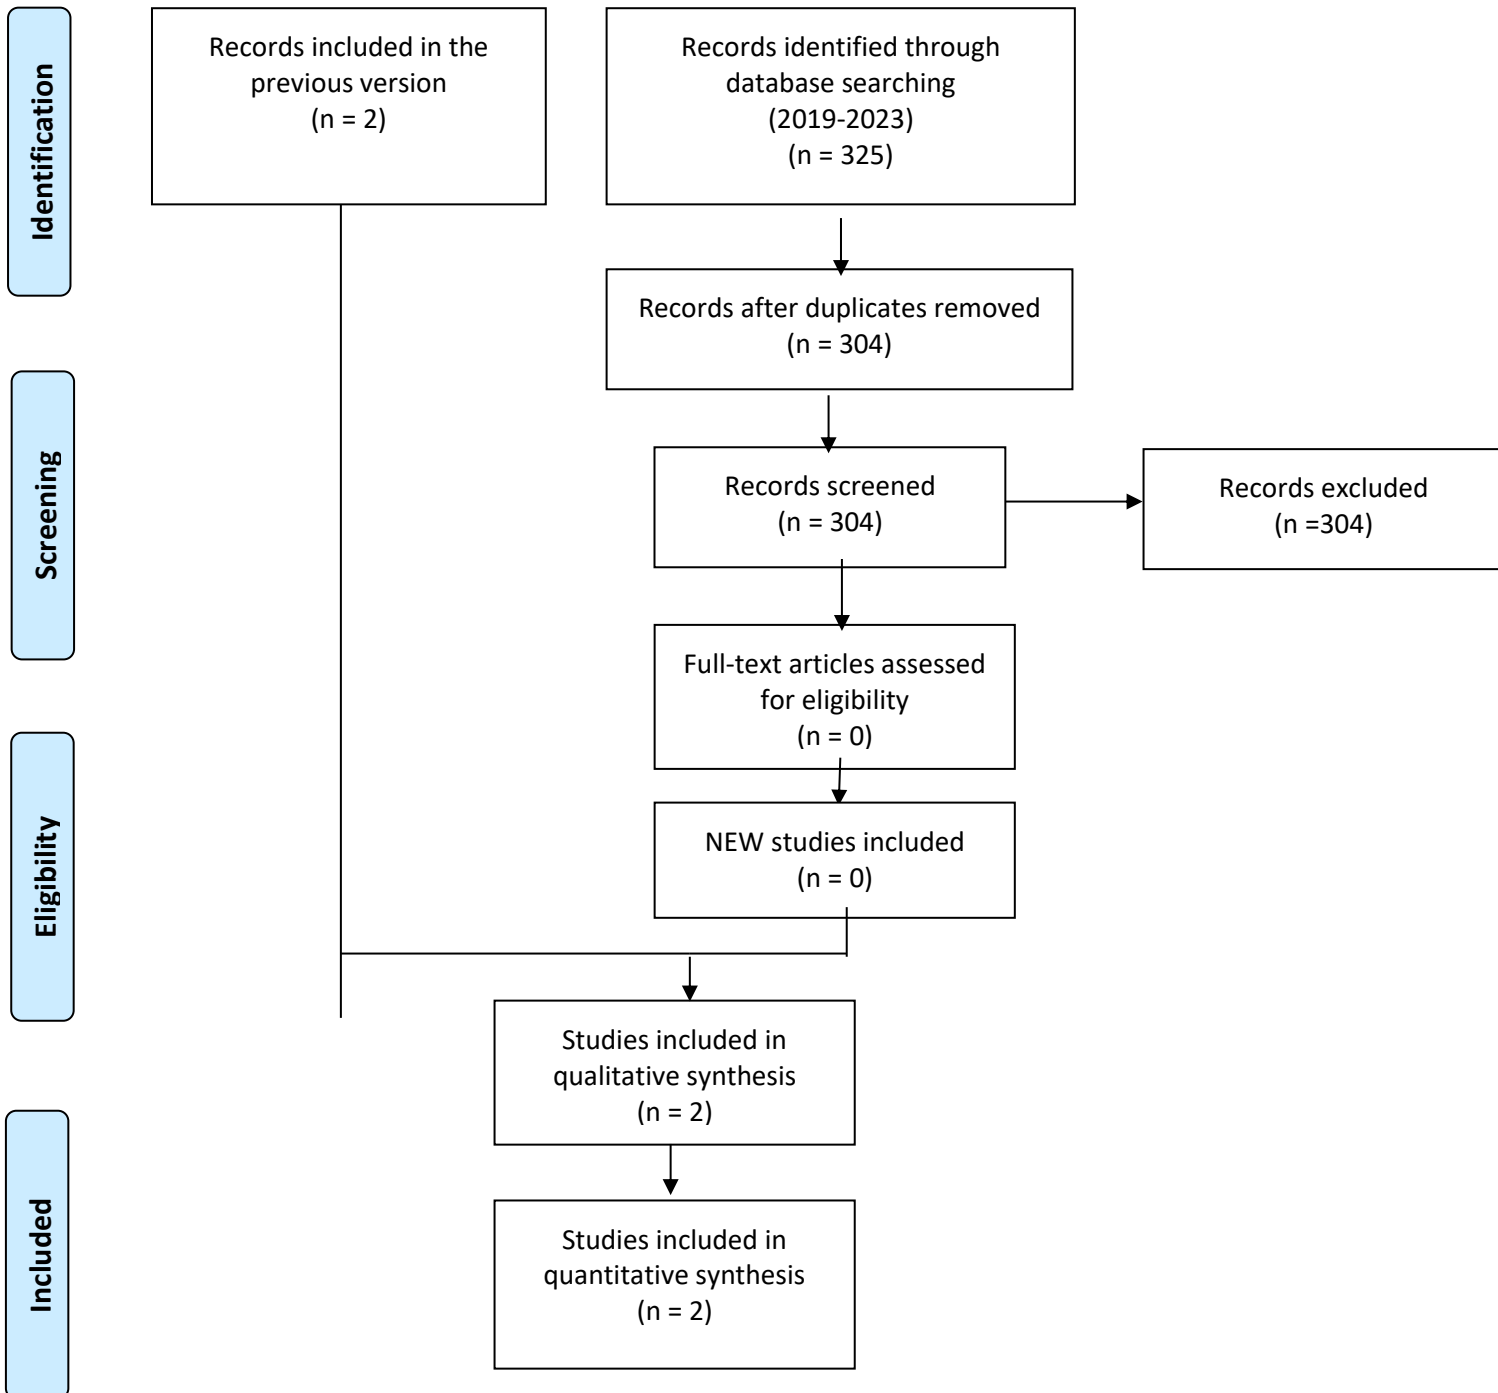 Identification
Records included in the
previous version
(n = 2)
Records identified through
database searching
(2019-2023)
(n = 325)
Records after duplicates removed
(n = 304)
Screening
Records screened
(n = 304)
Records excluded
(n =304)
Full-text articles assessed
for eligibility
(n = 0)
Eligibility
NEW studies included
(n = 0)
Studies included in
qualitative synthesis
(n = 2)
Included
Studies included in
quantitative synthesis
(n = 2)